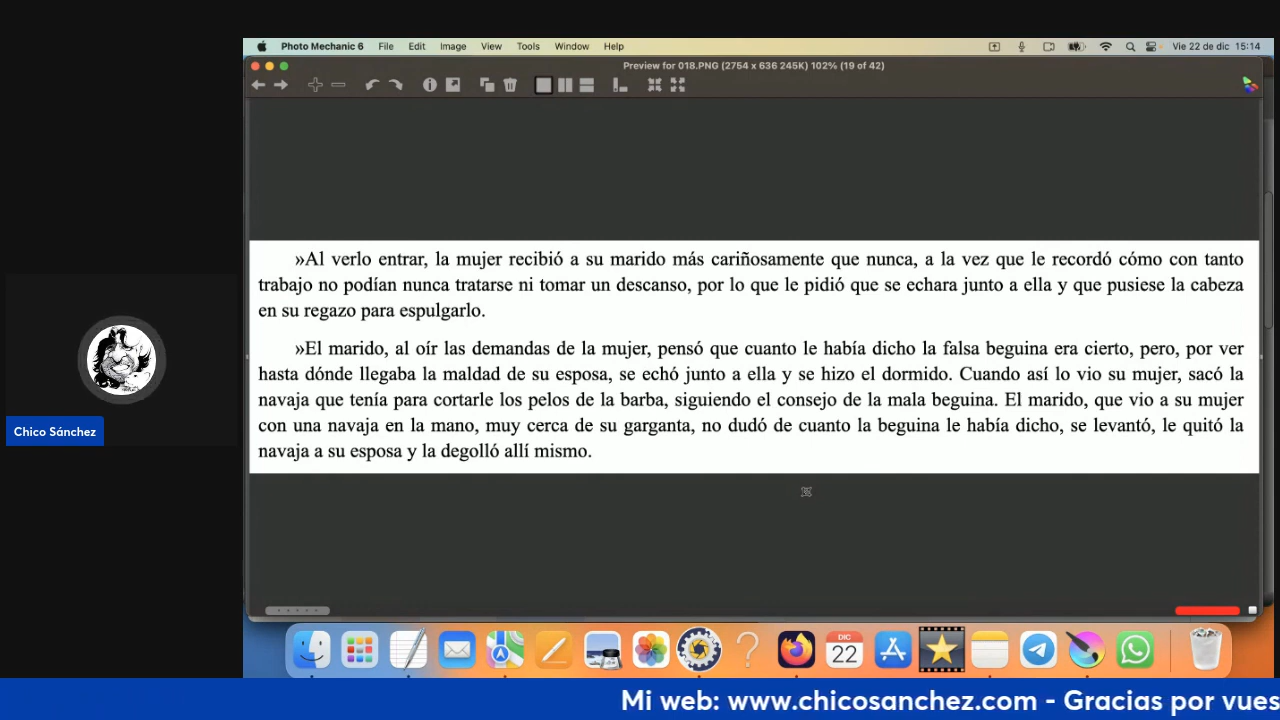 Photo Mechanic 6 File Edit Image View Tools Window Help Vie 22 de dic 15:14
Preview for 018.PNG (2754 x 636 245K) 102% (19 of 42)
»Al verlo entrar, la mujer recibió a su marido más cariñosamente que nunca, a la vez que le recordó cómo con tanto
trabajo no podían nunca tratarse ni tomar un descanso, por lo que le pidió que se echara junto a ella y que pusiese la cabeza
en su regazo para espulgarlo.
»El marido, al oír las demandas de la mujer, pensó que cuanto le había dicho la falsa beguina era cierto, pero, por ver
hasta dónde llegaba la maldad de su esposa, se echó junto a ella y se hizo el dormido. Cuando así lo vio su mujer, sacó la
navaja que tenía para cortarle los pelos de la barba, siguiendo el consejo de la mala beguina. El marido, que vio a su mujer
con una navaja en la mano, muy cerca de su garganta, no dudó de cuanto la beguina le había dicho, se levantó, le quitó la
navaja a su esposa y la degolló allí mismo.
Chico Sánchez
DIC
22
Mi web: www.chicosanchez.com - Gracias por vues